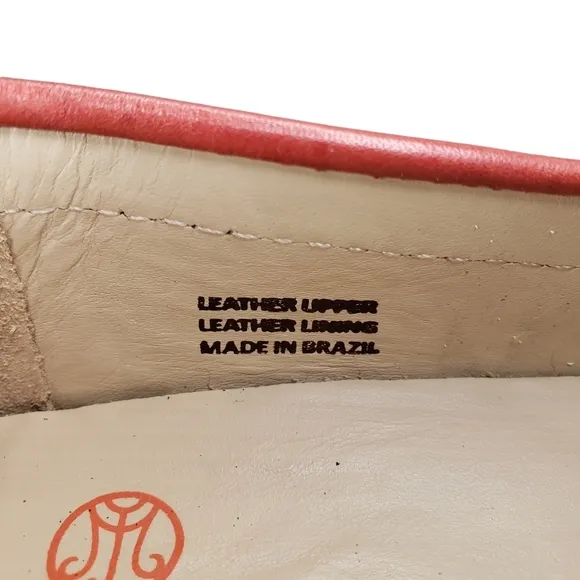 LEATHER UPPER
LEATHER LINING
MADE IN BRAZIL